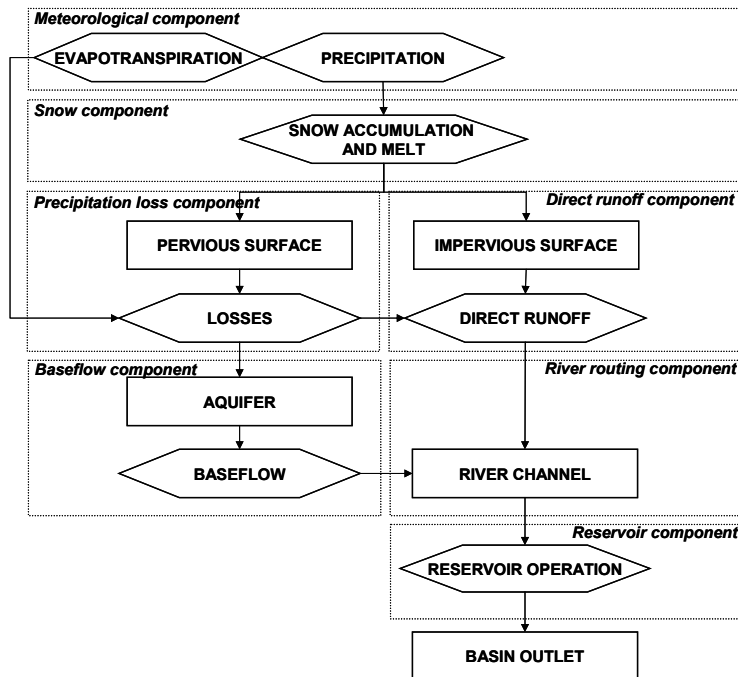 Meteorological component
EVAPOTRANSPIRATION
PRECIPITATION
Snow component
SNOW ACCUMULATION
AND MELT
Precipitation loss component
Direct runoff component
PERVIOUS SURFACE
IMPERVIOUS SURFACE
LOSSES
DIRECT RUNOFF
Baseflow component
River routing component
AQUIFER
BASEFLOW
RIVER CHANNEL
Reservoir component
RESERVOIR OPERATION
BASIN OUTLET